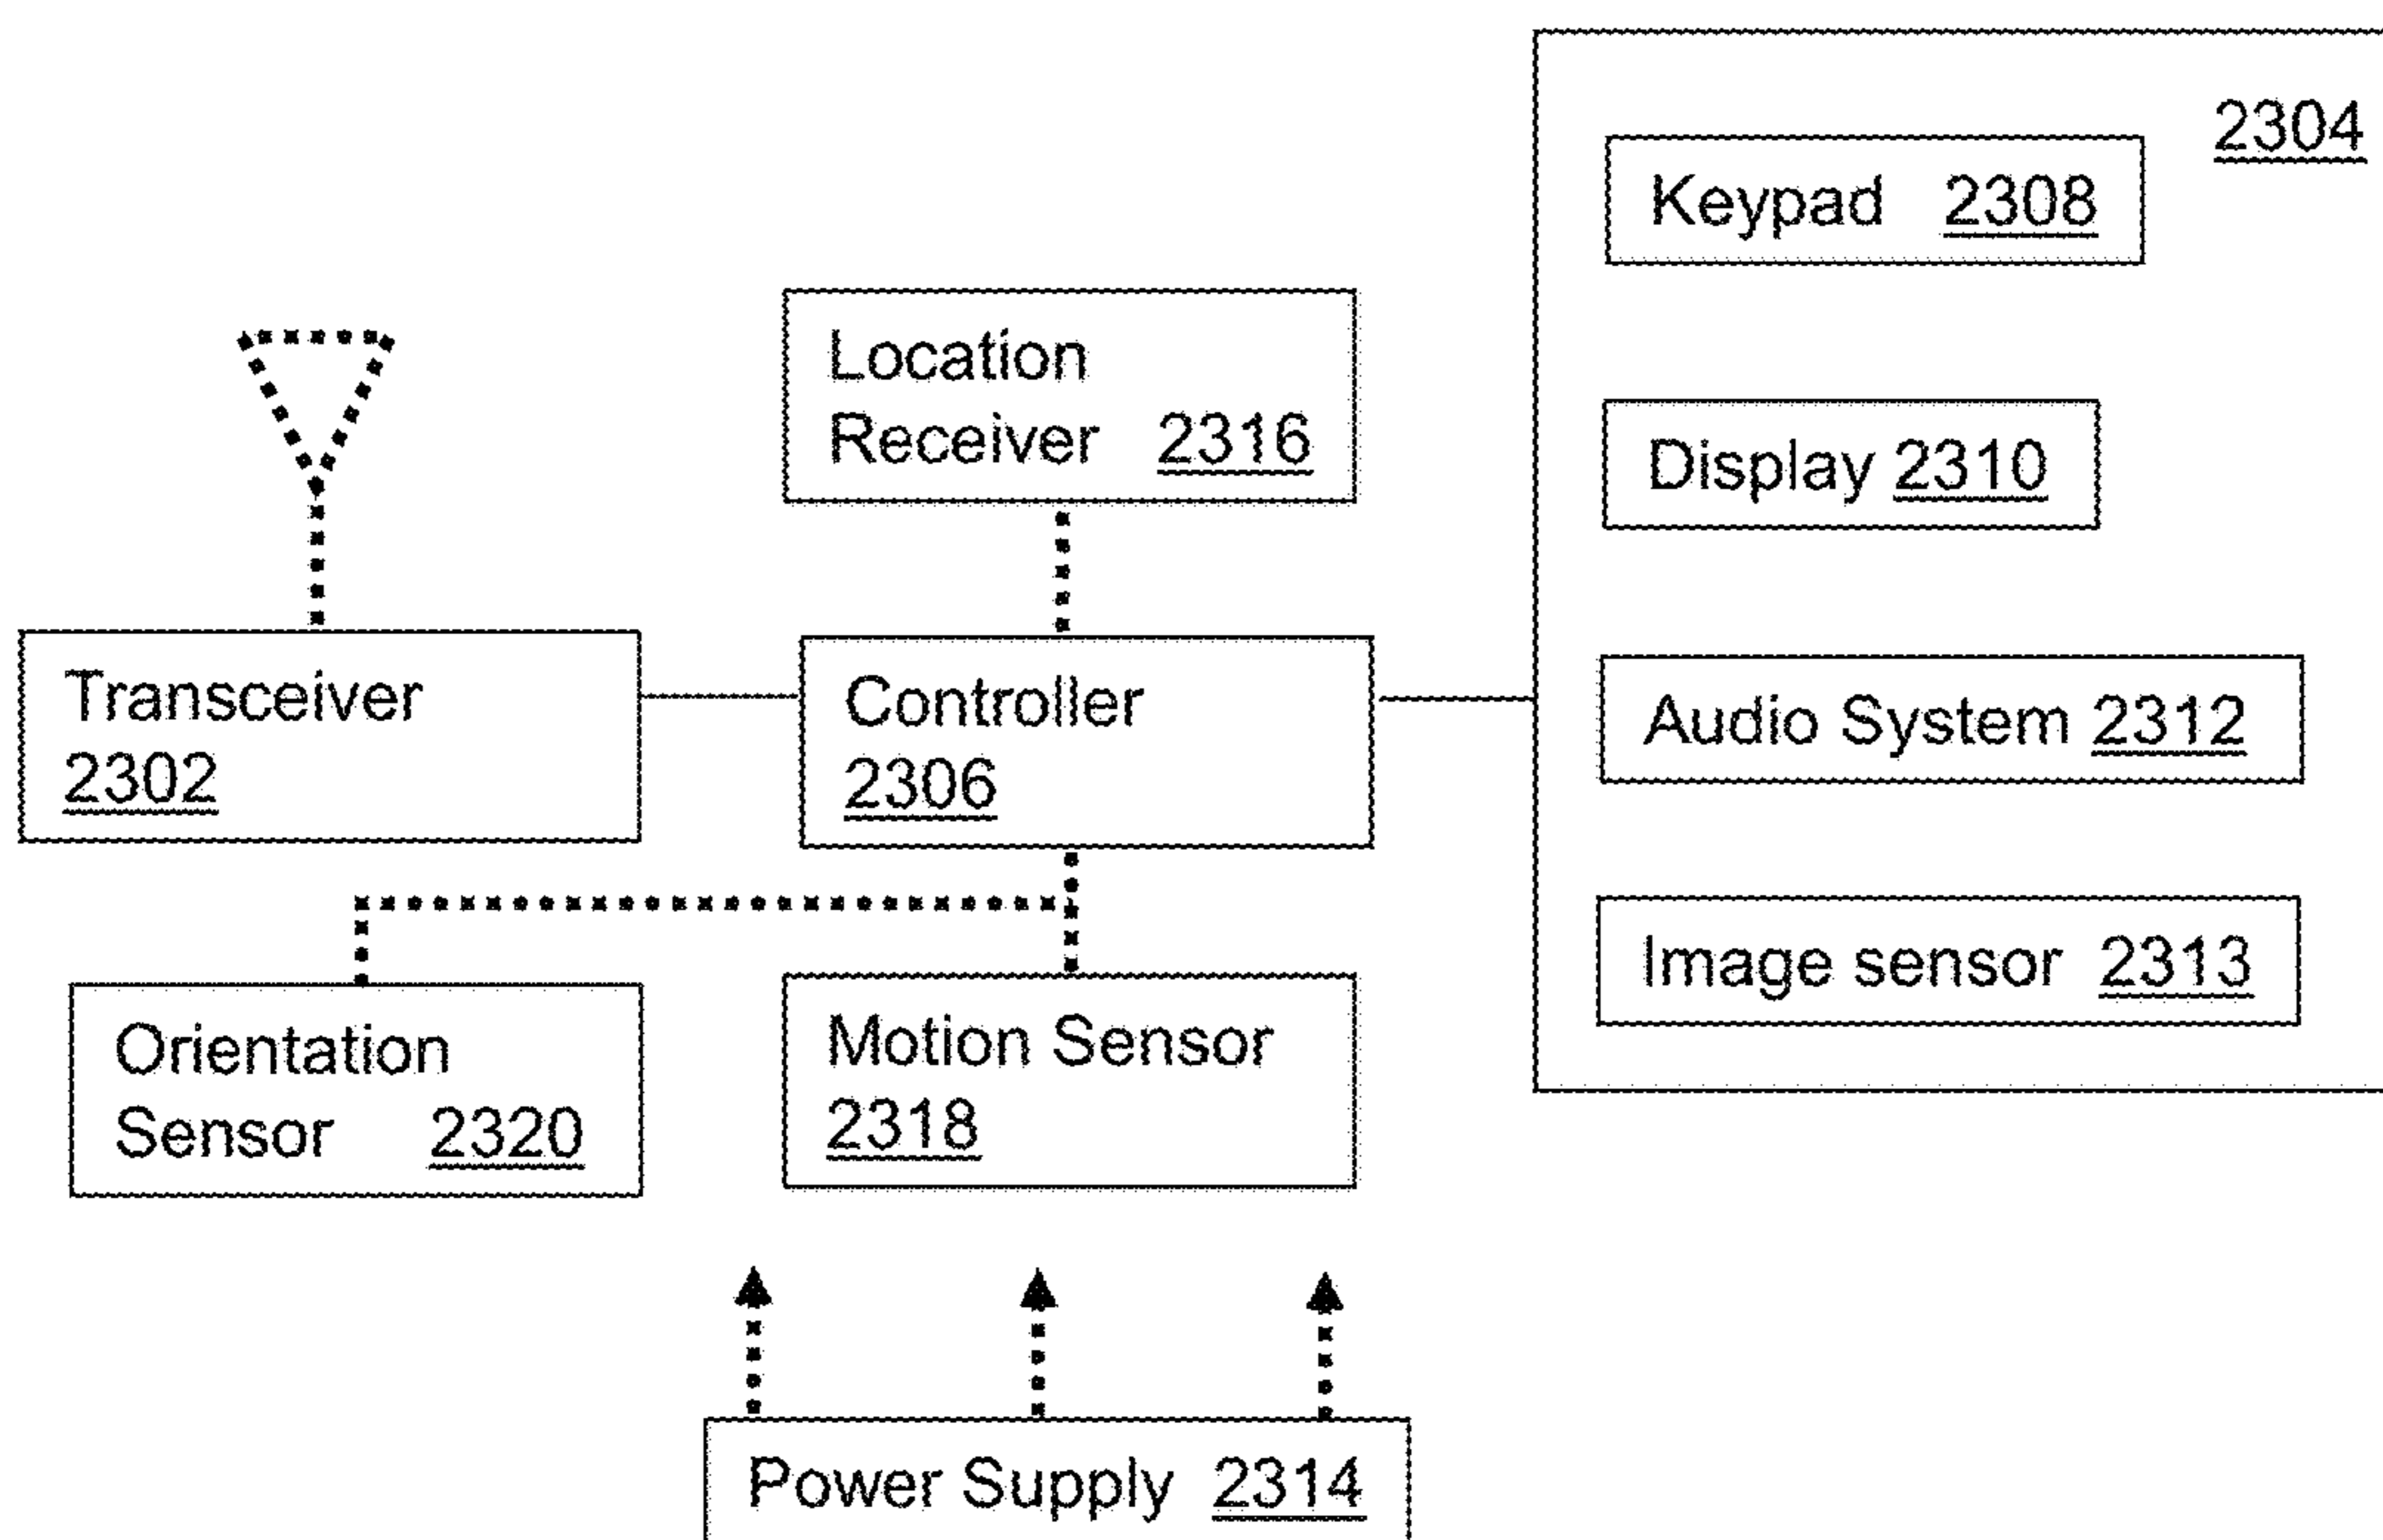 2304
Keypad 2308
Location
Receiver 2316
Display 2310
Transceiver
2302
Controller
2306
Audio System 2312
Image sensor 2313
Orientation
Sensor 2320
Motion Sensor
2318
Power Supply 2314